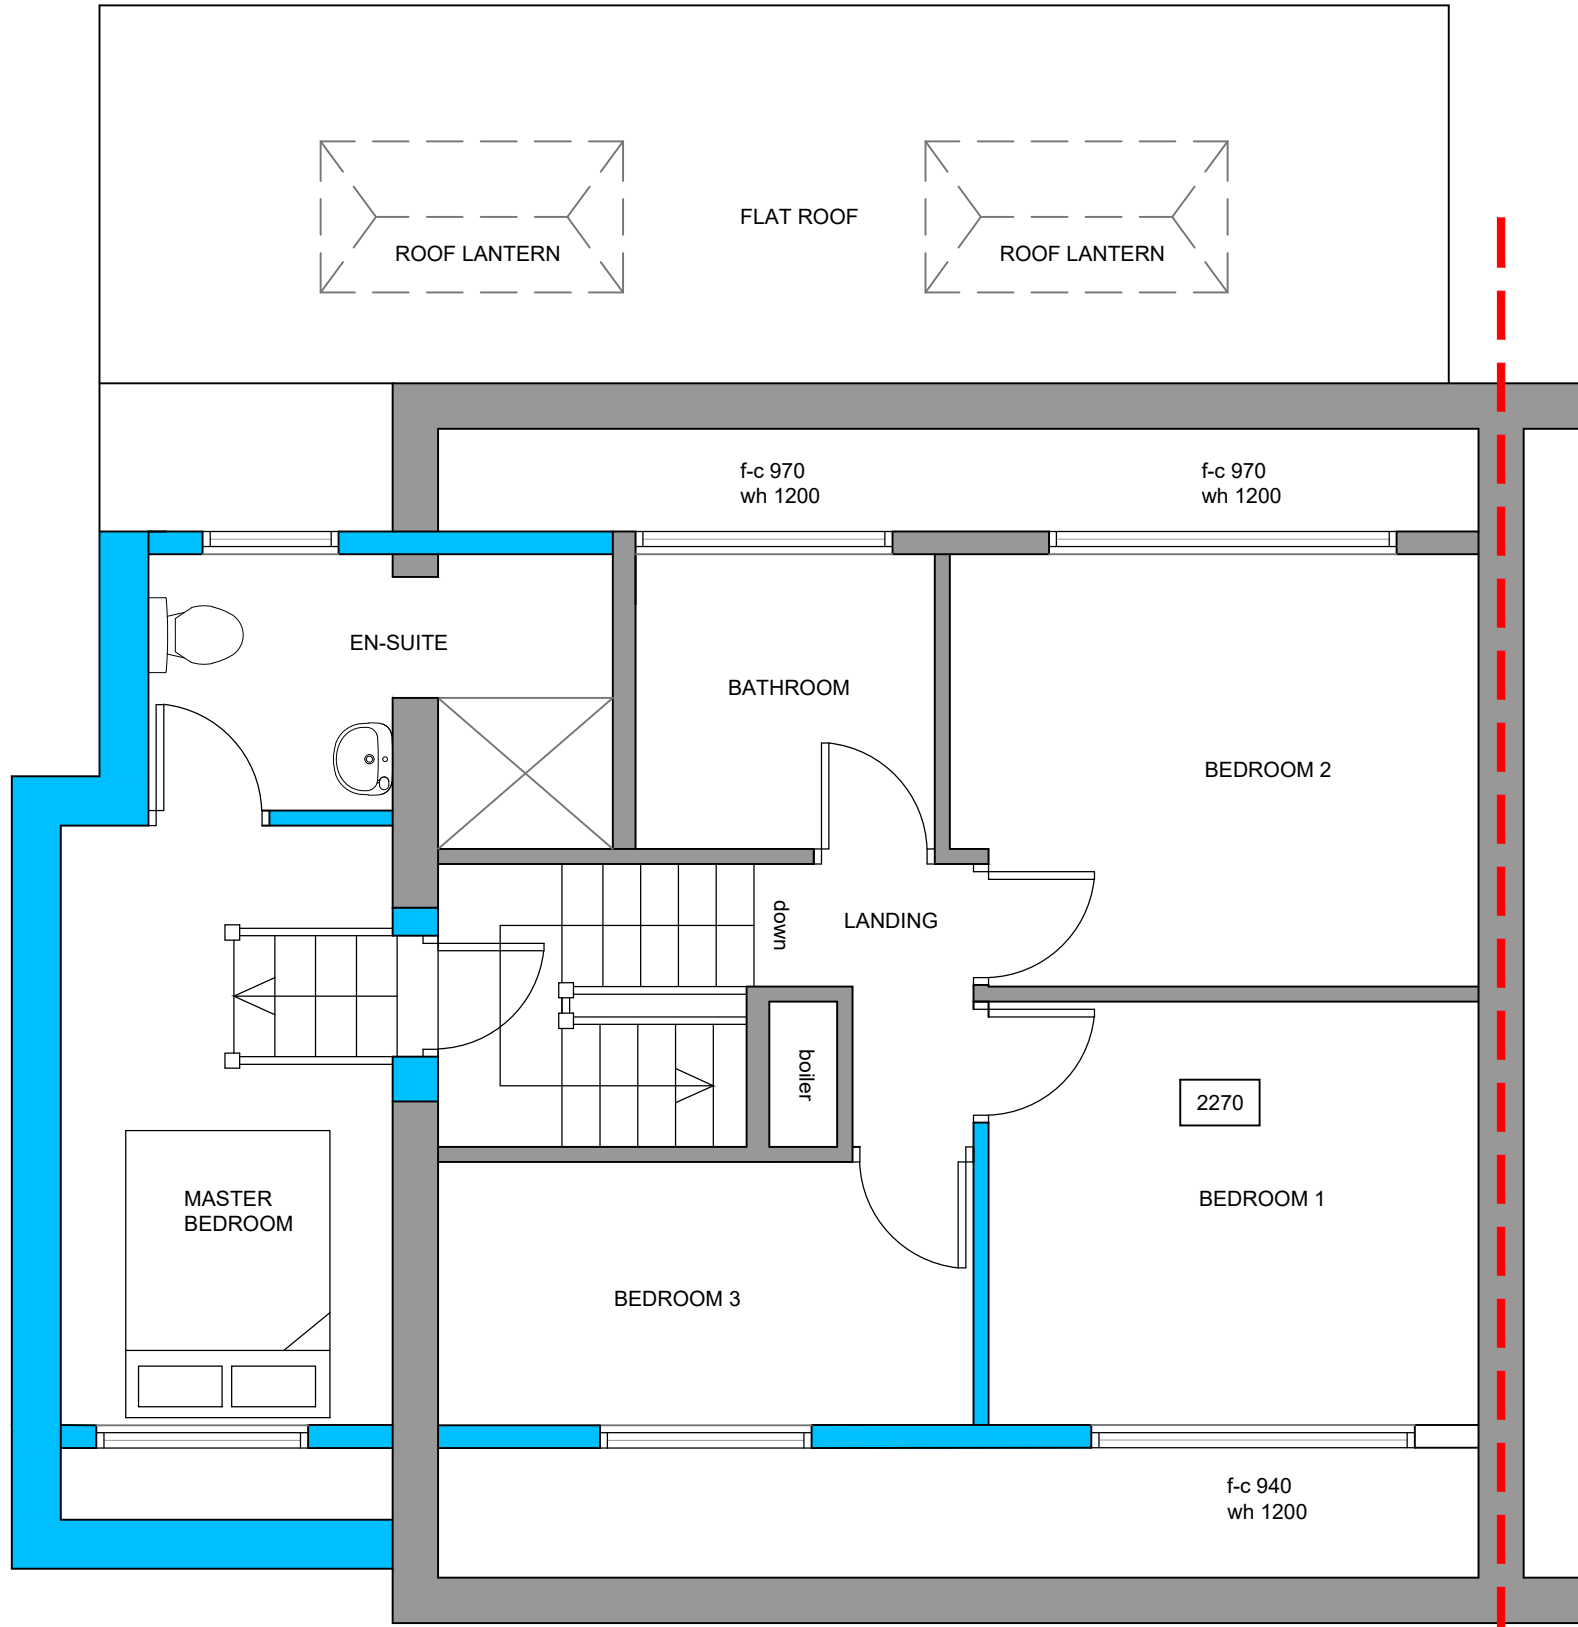 FLAT ROOF
ROOF LANTERN
ROOF LANTERN
f-c 970
wh 1200
f-c 970
wh 1200
EN-SUITE
BATHROOM
BEDROOM 2
down
LANDING
boiler
2270
MASTER
BEDROOM
BEDROOM 1
BEDROOM 3
f-c 940
wh 1200